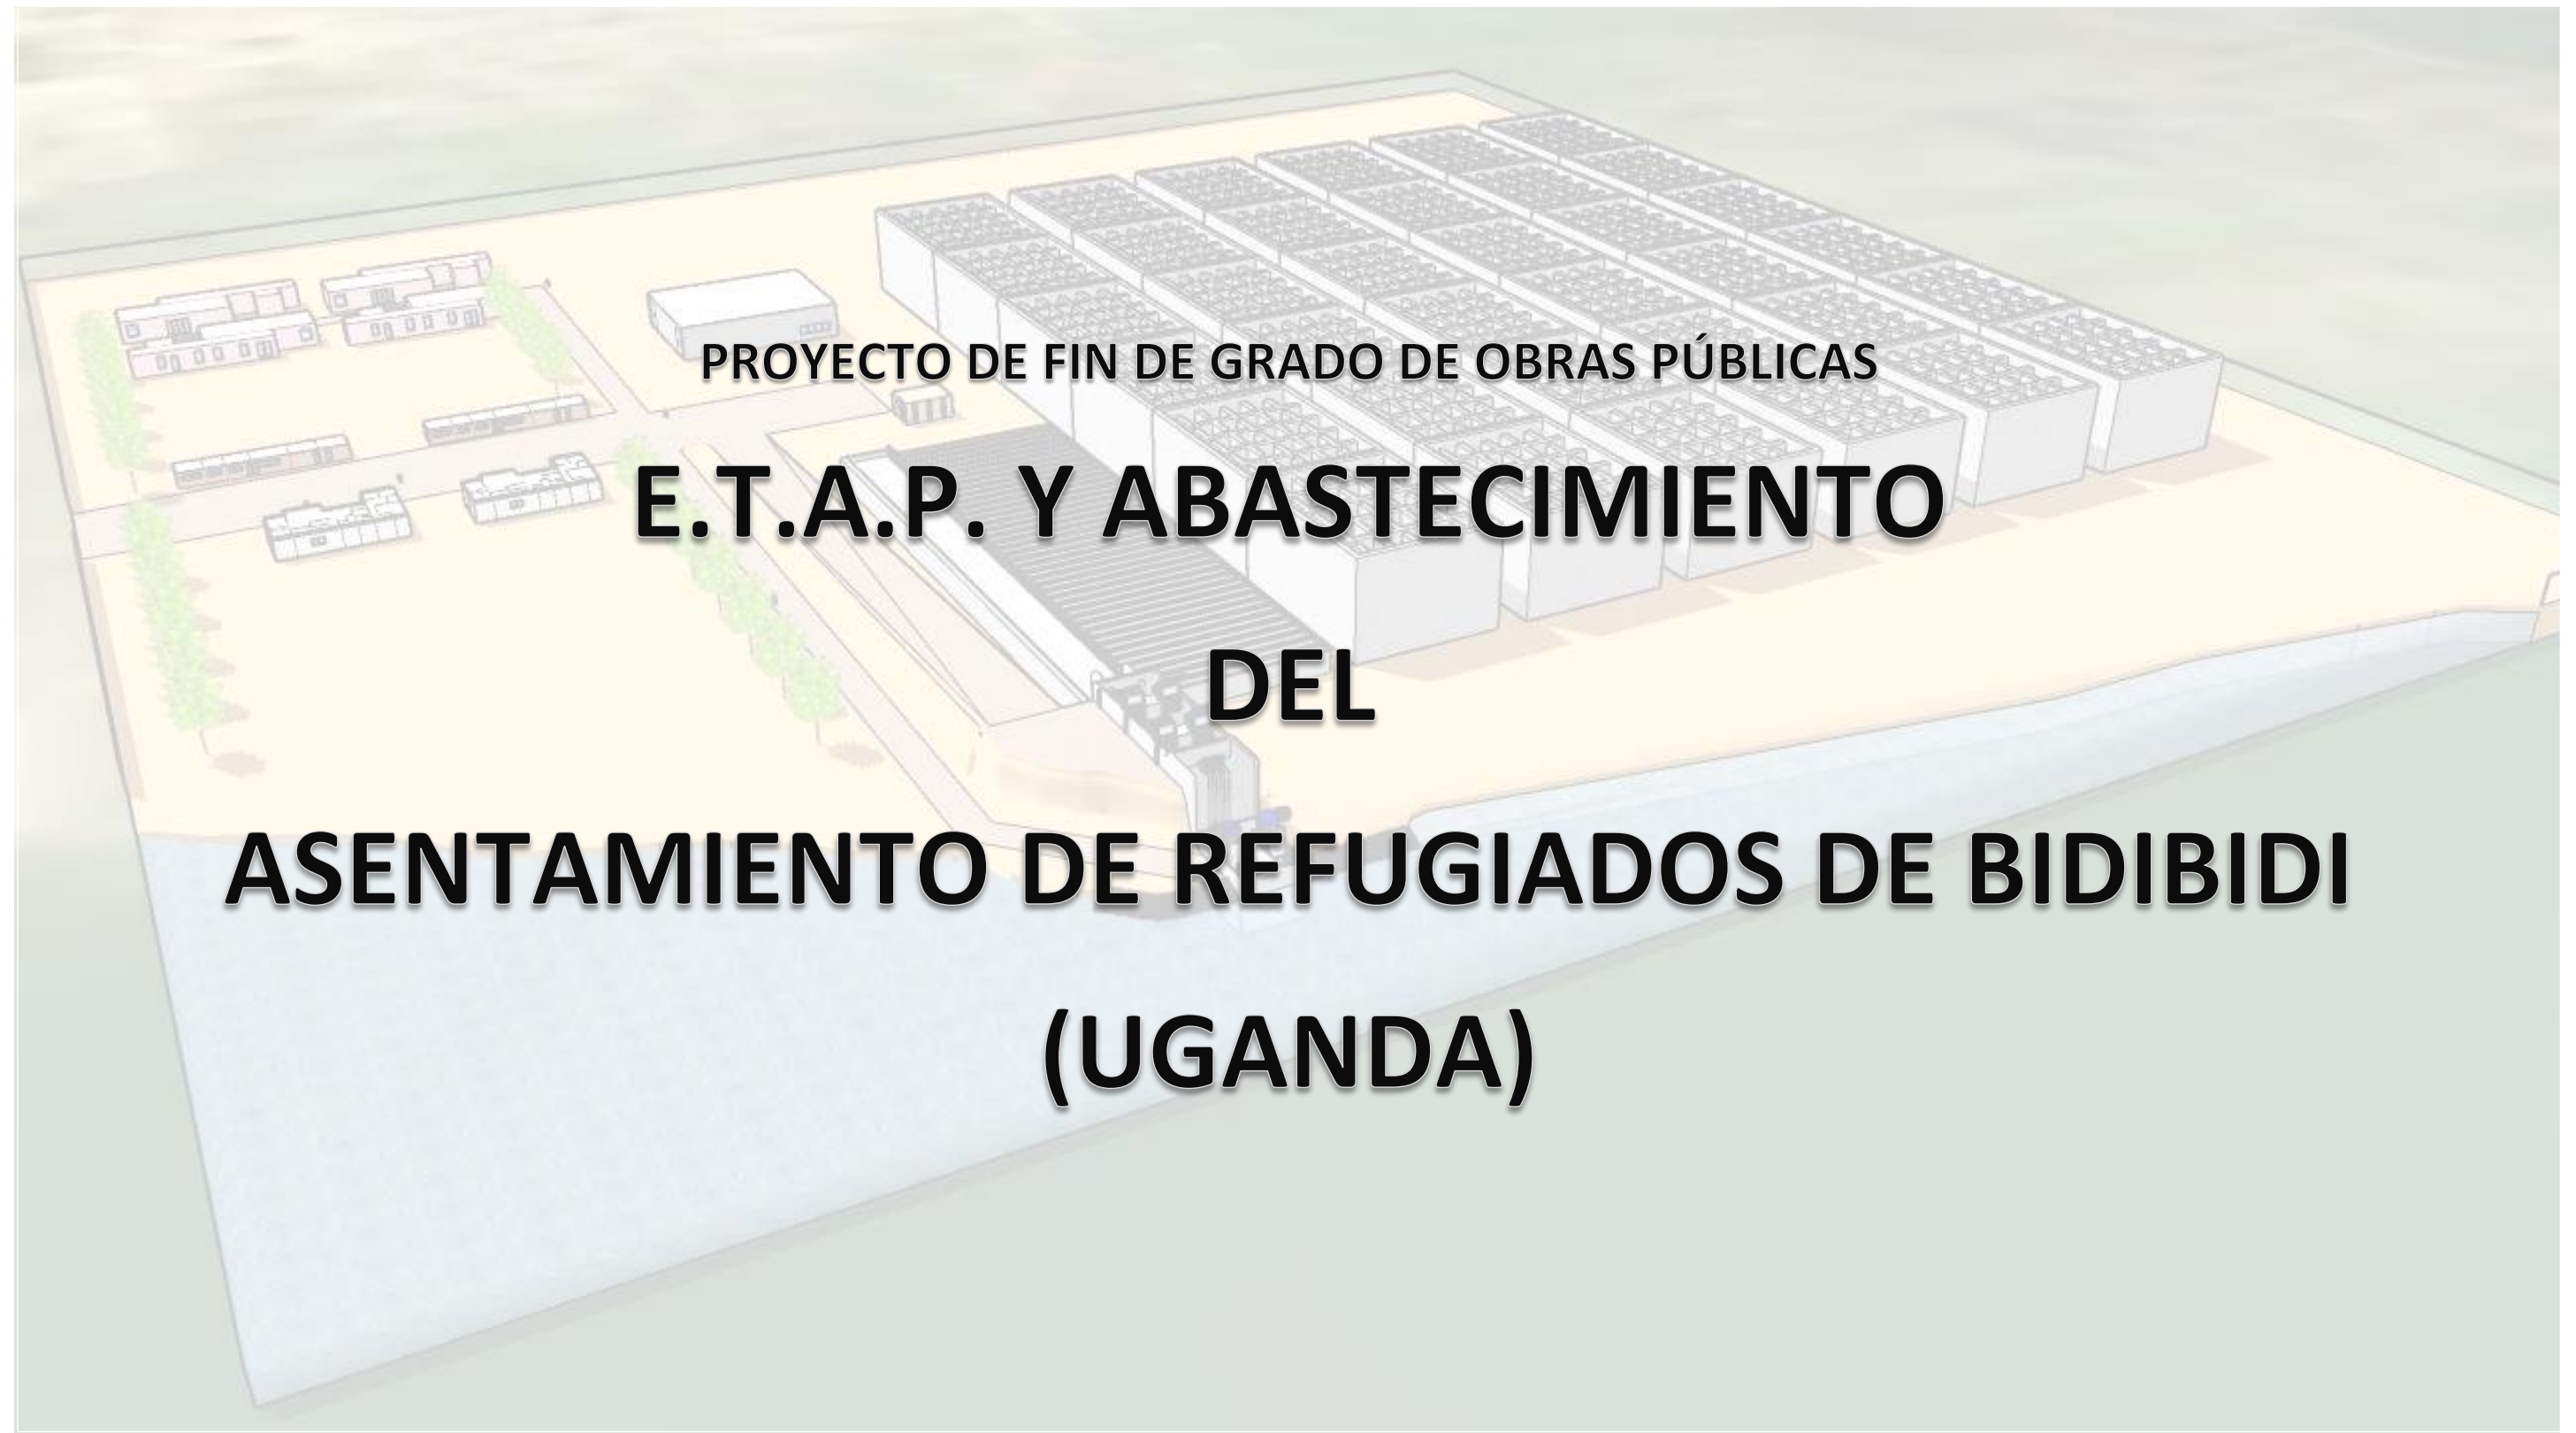 PROYECTO DE FIN DE GRADO DE OBRAS PÚBLICAS
E.T.A.P. Y ABASTECIMIENTO
DEL
ASENTAMIENTO DE REFUGIADOS DE BIDIBIDI
(UGANDA)